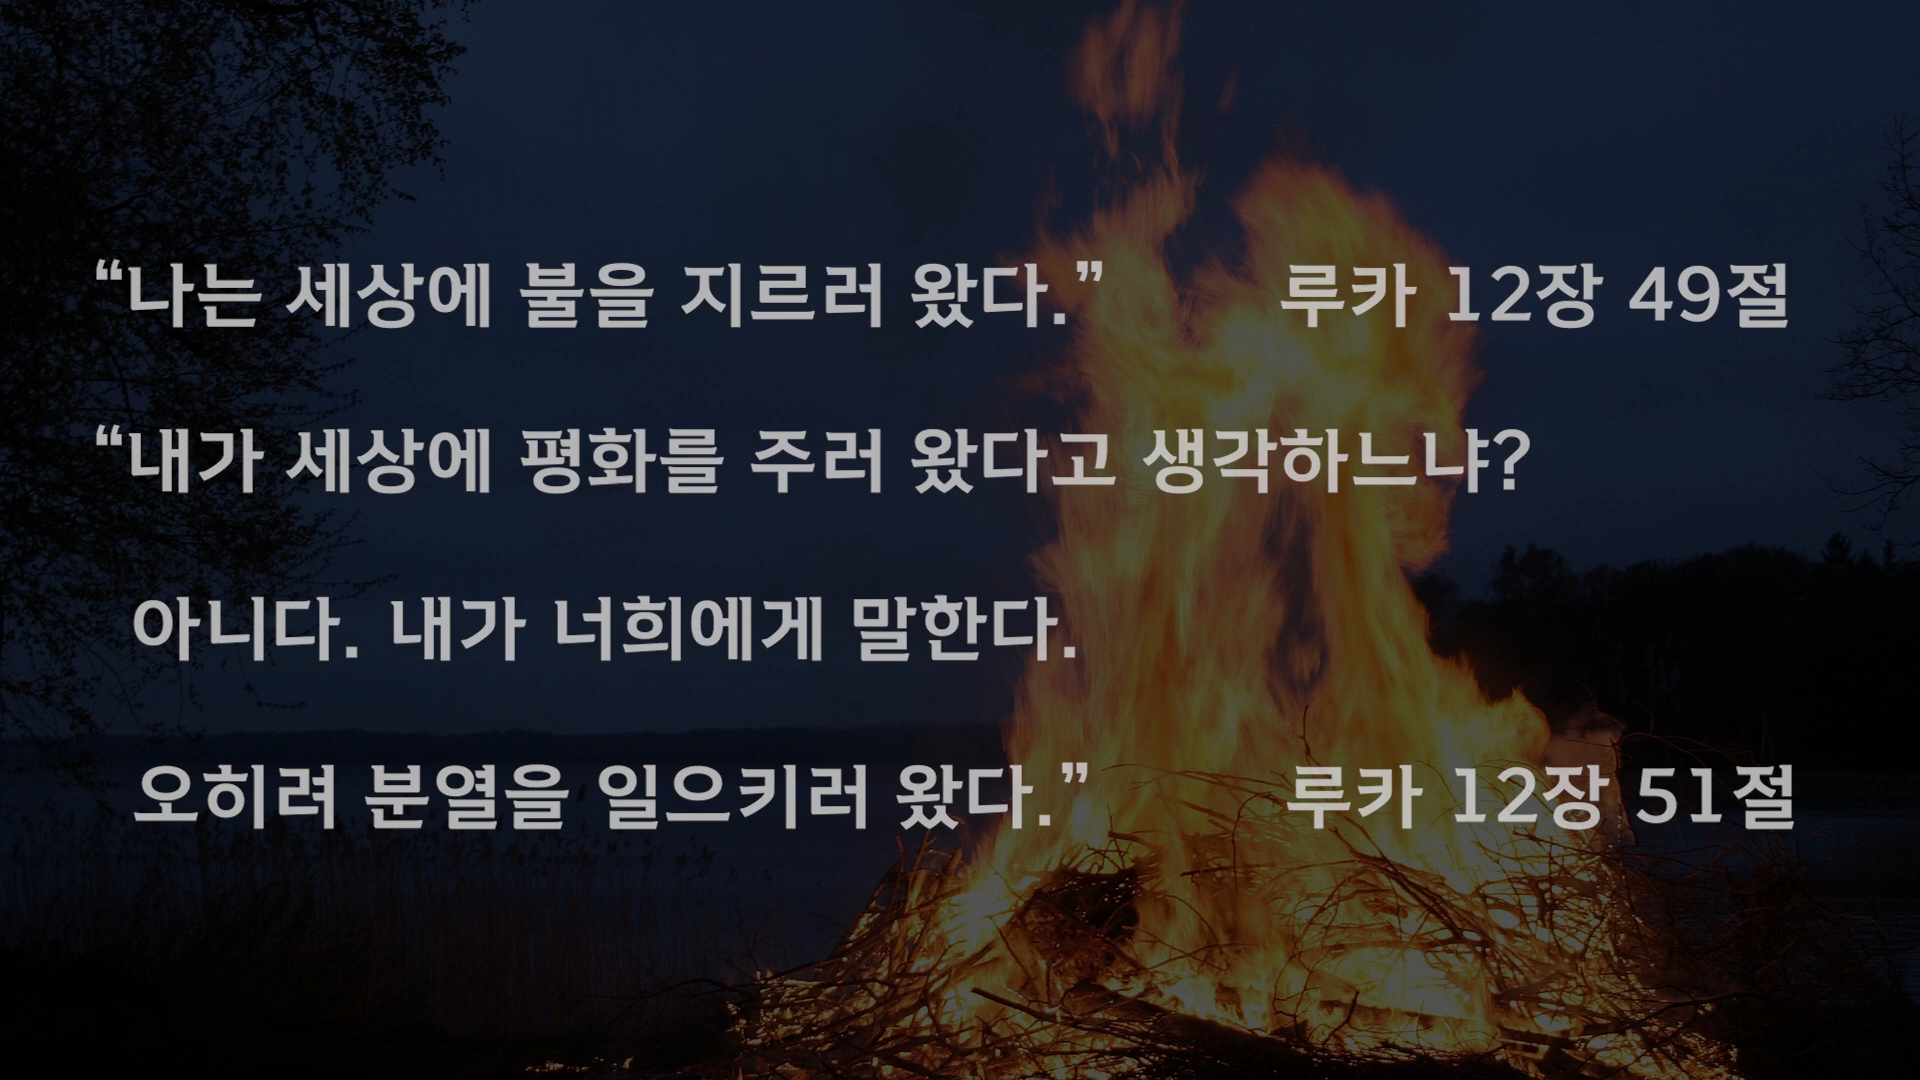 “나는 세상에 불을 지르러 왔다.” 루카 12장 49절
“내가 세상에 평화를 주러 왔다고 생각하느냐?
아니다. 내가 너희에게 말한다.
오히려 분열을 일으키러 왔다.” 루카 12장 51절